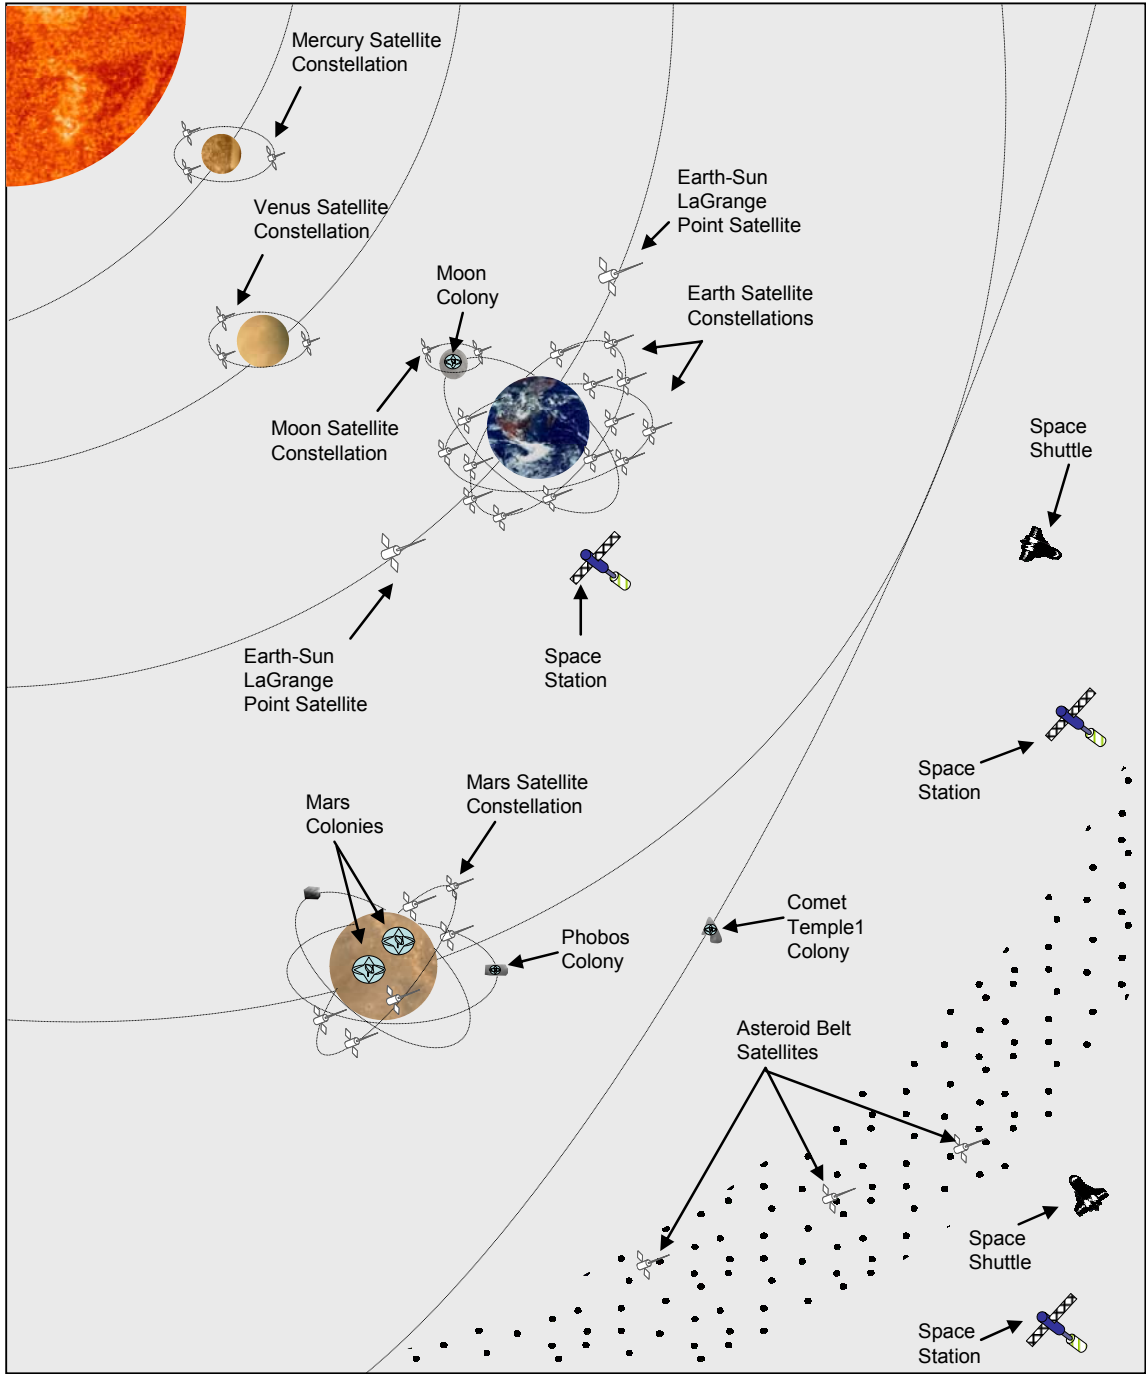 Mercury Satellite
Constellation
Earth-Sun
LaGrange
Point Satellite
Venus Satellite
Constellation
Moon
Colony
Earth Satellite
Constellations
Moon Satellite
Constellation
Space
Shuttle
Earth-Sun
LaGrange
Point Satellite
Space
Station
Space
Station
Mars Satellite
Constellation
Mars
Colonies
Comet
Temple1
Colony
Phobos
Colony
Asteroid Belt
Satellites
Space
Shuttle
Space
Station